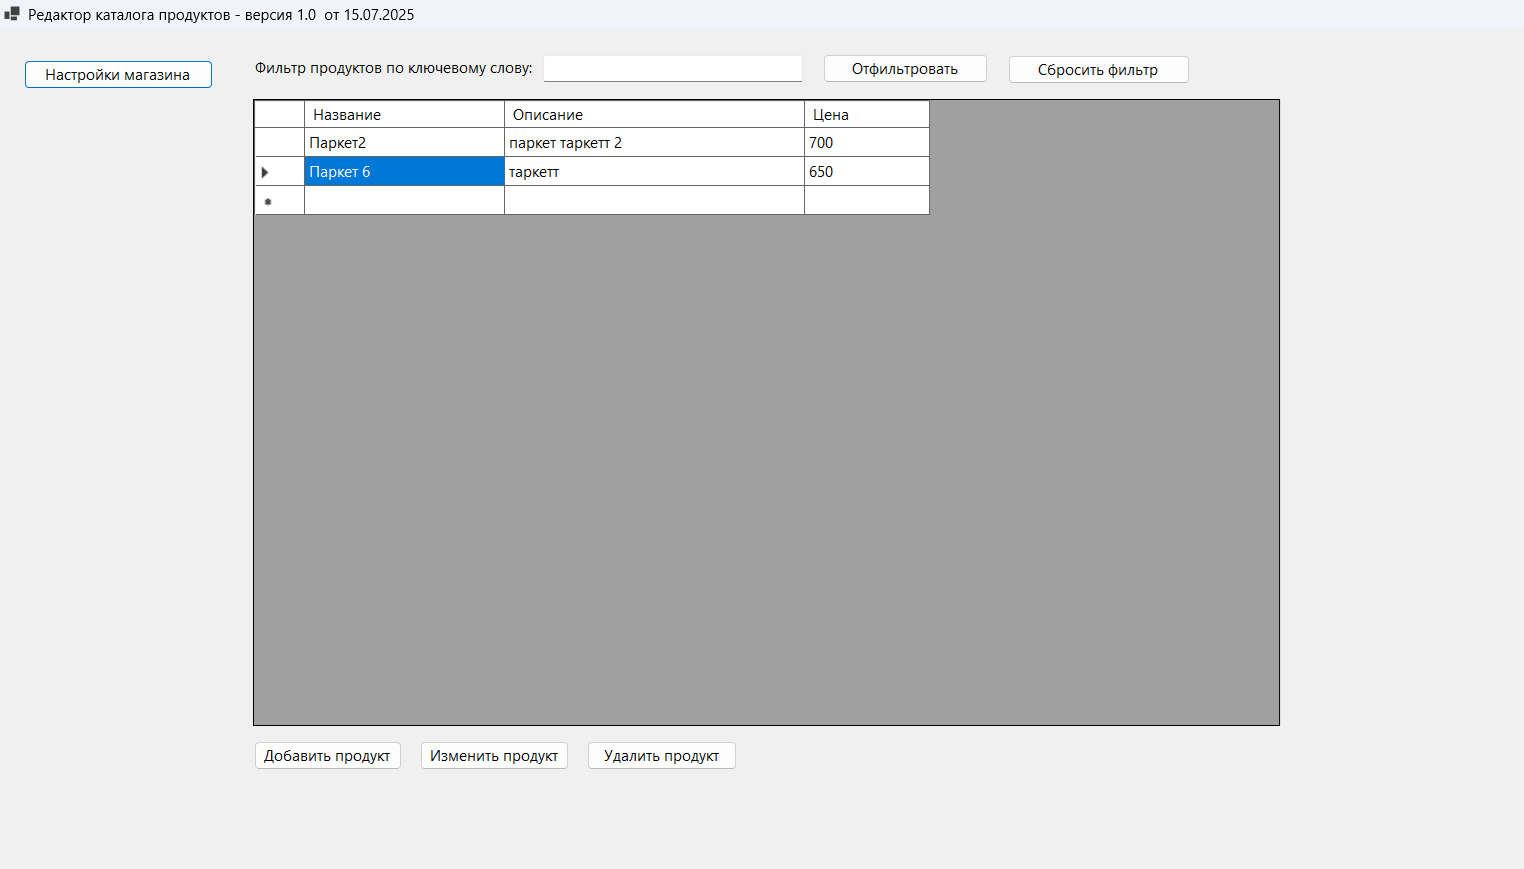 Редактор каталога продуктов - версия 1.0  от 15.07.2025
Настройки магазина
Фильтр продуктов по ключевому слову:
Отфильтровать
Сбросить фильтр
Название Описание Цена
Паркет2 паркет таркетт 2 700
Паркет 6 таркетт 650
Добавить продукт
Изменить продукт
Удалить продукт